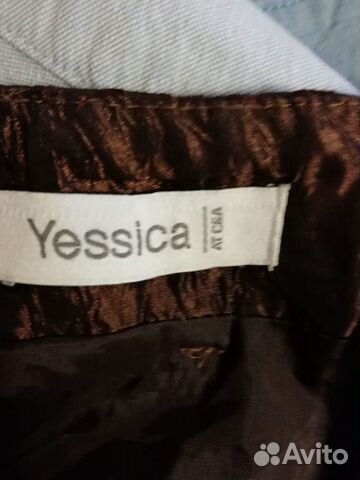 Yessica
AT C&A
Avito